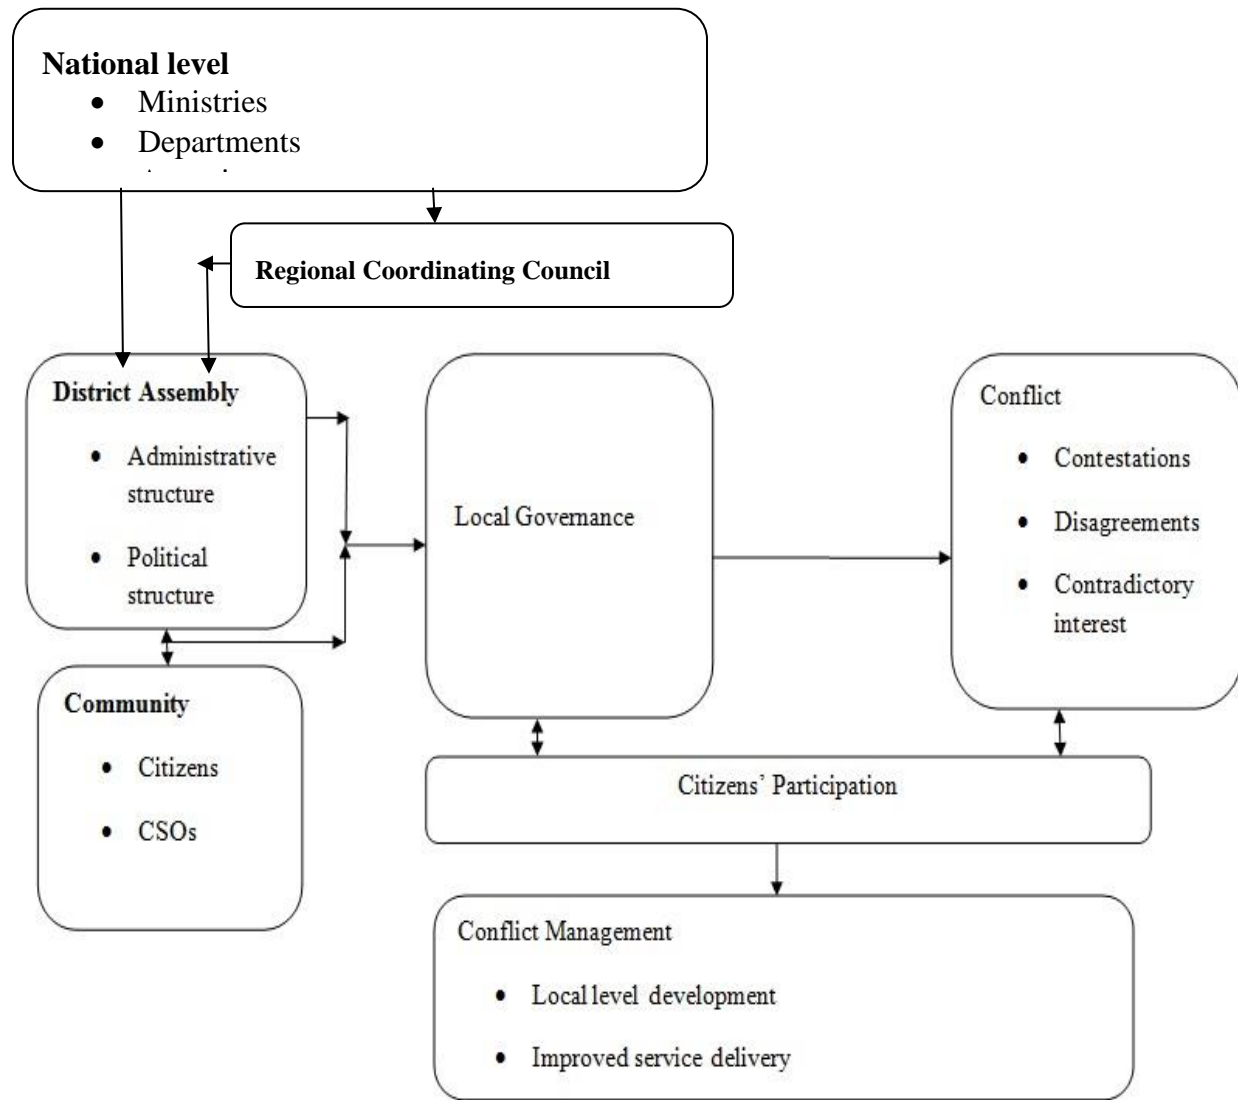 National level
• Ministries
• Departments
Regional Coordinating Council
District Assembly
• Administrative
structure
• Political
structure
Local Governance
Conflict
• Contestations
• Disagreements
• Contradictory
interest
Community
• Citizens
• CSOs
Citizens’ Participation
Conflict Management
• Local level development
• Improved service delivery